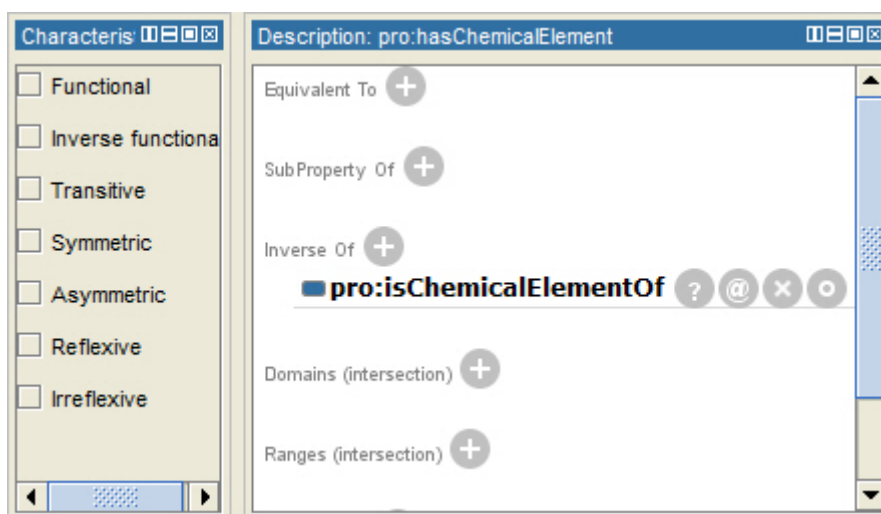 Characteris
Functional
Inverse functiona
Transitive
Symmetric
Asymmetric
Reflexive
Irreflexive
Description: pro:hasChemicalElement
Equivalent To
SubProperty Of
Inverse Of
pro:isChemicalElementOf
Domains (intersection)
Ranges (intersection)